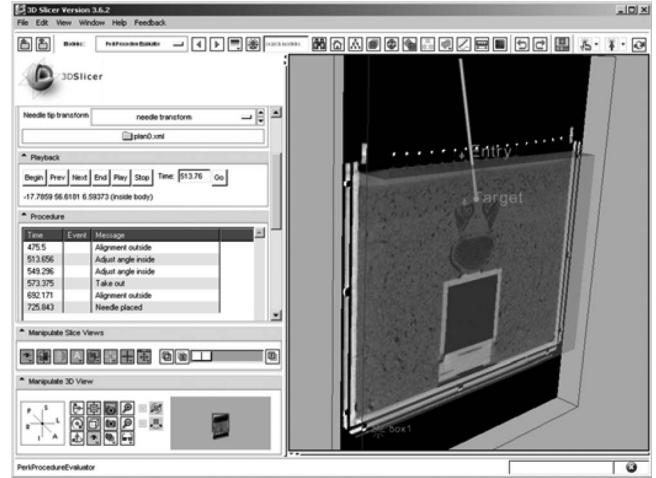 3D Slicer Version 3.6.2
File Edit View Window Help Feedback
Modules: PerkProcedureEvaluator search modules
3DSlicer
Needle tip transform needle transform
plan0.xml
Playback
Begin Prev Next End Play Stop Time: 513.76 Go
-17.7859 56.6181 6.59373 (inside body)
Procedure
Time Event Message
475.5 Alignment outside
513.656 Adjust angle inside
549.296 Adjust angle inside
573.375 Take out
692.171 Alignment outside
725.843 Needle placed
Manipulate Slice Views
Manipulate 3D View
P S
R L
I A
PerkProcedureEvaluator
Entry
Target
box1